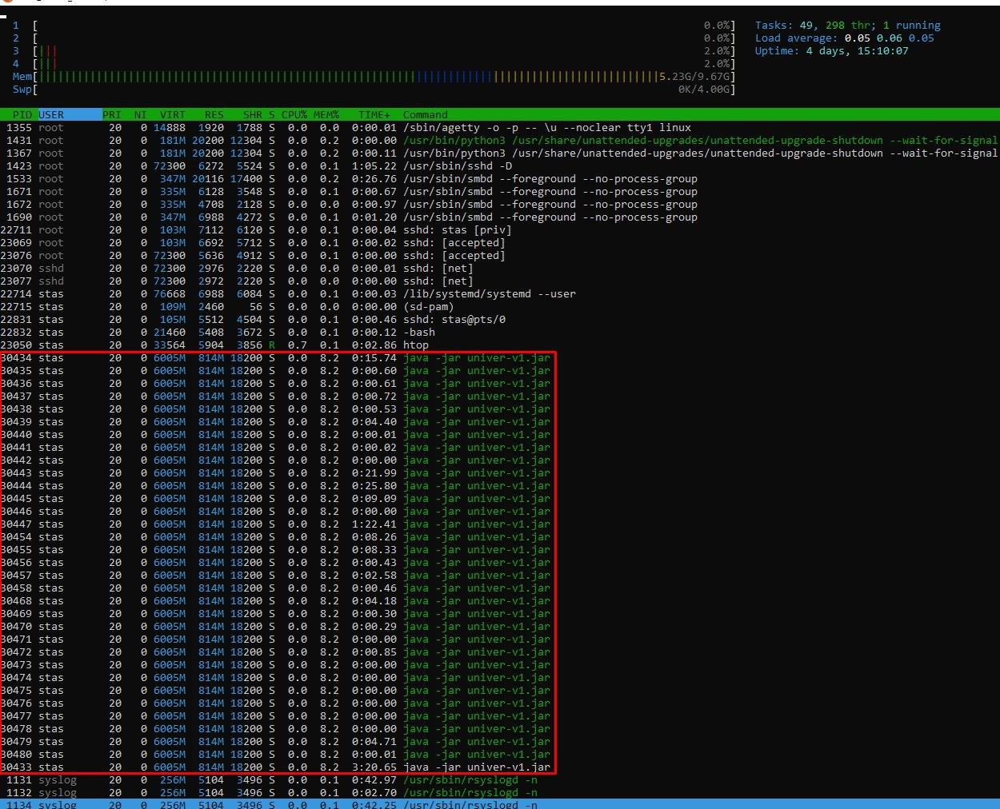 1 [ 0.0%] Tasks: 49, 298 thr; 1 running
2 [ 0.0%] Load average: 0.05 0.06 0.05
3 [||| 2.0%] Uptime: 4 days, 15:10:07
4 [||| 2.0%]
Mem[||||||||||||||||||||||||||||||||||||||||||||||||||||||||||||||||||||||||||||||||||||||||||||||||||5.23G/9.67G]
Swp[ 0K/4.00G]
PID USER PRI NI VIRT RES SHR S CPU% MEM% TIME+ Command
1355 root 20 0 14888 1920 1788 S 0.0 0.0 0:00.01 /sbin/agetty -o -p -- \u --noclear tty1 linux
1431 root 20 0 181M 20200 12304 S 0.0 0.2 0:00.00 /usr/bin/python3 /usr/share/unattended-upgrades/unattended-upgrade-shutdown --wait-for-signal
1367 root 20 0 181M 20200 12304 S 0.0 0.2 0:00.11 /usr/bin/python3 /usr/share/unattended-upgrades/unattended-upgrade-shutdown --wait-for-signal
1423 root 20 0 72300 6272 5524 S 0.0 0.1 1:05.22 /usr/sbin/sshd -D
1533 root 20 0 347M 20116 17400 S 0.0 0.2 0:26.76 /usr/sbin/smbd --foreground --no-process-group
1671 root 20 0 335M 6128 3548 S 0.0 0.1 0:00.67 /usr/sbin/smbd --foreground --no-process-group
1672 root 20 0 335M 4708 2128 S 0.0 0.0 0:00.97 /usr/sbin/smbd --foreground --no-process-group
1690 root 20 0 347M 6988 4272 S 0.0 0.1 0:01.20 /usr/sbin/smbd --foreground --no-process-group
22711 root 20 0 103M 7112 6120 S 0.0 0.1 0:00.04 sshd: stas [priv]
23069 root 20 0 103M 6692 5712 S 0.0 0.1 0:00.02 sshd: [accepted]
23076 root 20 0 72300 5636 4912 S 0.0 0.1 0:00.00 sshd: [accepted]
23070 sshd 20 0 72300 2976 2220 S 0.0 0.0 0:00.01 sshd: [net]
23077 sshd 20 0 72300 2972 2220 S 0.0 0.0 0:00.00 sshd: [net]
22714 stas 20 0 76668 6988 6084 S 0.0 0.1 0:00.03 /lib/systemd/systemd --user
22715 stas 20 0 109M 2460 56 S 0.0 0.0 0:00.00 (sd-pam)
22831 stas 20 0 105M 5512 4504 S 0.0 0.1 0:00.46 sshd: stas@pts/0
22832 stas 20 0 21460 5408 3672 S 0.0 0.1 0:00.12 -bash
23050 stas 20 0 33564 5904 3856 R 0.7 0.1 0:02.86 htop
30434 stas 20 0 6005M 814M 18200 S 0.0 8.2 0:15.74 java -jar univer-v1.jar
30435 stas 20 0 6005M 814M 18200 S 0.0 8.2 0:00.60 java -jar univer-v1.jar
30436 stas 20 0 6005M 814M 18200 S 0.0 8.2 0:00.61 java -jar univer-v1.jar
30437 stas 20 0 6005M 814M 18200 S 0.0 8.2 0:00.72 java -jar univer-v1.jar
30438 stas 20 0 6005M 814M 18200 S 0.0 8.2 0:00.53 java -jar univer-v1.jar
30439 stas 20 0 6005M 814M 18200 S 0.0 8.2 0:04.40 java -jar univer-v1.jar
30440 stas 20 0 6005M 814M 18200 S 0.0 8.2 0:00.01 java -jar univer-v1.jar
30441 stas 20 0 6005M 814M 18200 S 0.0 8.2 0:00.02 java -jar univer-v1.jar
30442 stas 20 0 6005M 814M 18200 S 0.0 8.2 0:00.00 java -jar univer-v1.jar
30443 stas 20 0 6005M 814M 18200 S 0.0 8.2 0:21.99 java -jar univer-v1.jar
30444 stas 20 0 6005M 814M 18200 S 0.0 8.2 0:25.80 java -jar univer-v1.jar
30445 stas 20 0 6005M 814M 18200 S 0.0 8.2 0:09.09 java -jar univer-v1.jar
30446 stas 20 0 6005M 814M 18200 S 0.0 8.2 0:00.00 java -jar univer-v1.jar
30447 stas 20 0 6005M 814M 18200 S 0.0 8.2 1:22.41 java -jar univer-v1.jar
30454 stas 20 0 6005M 814M 18200 S 0.0 8.2 0:08.26 java -jar univer-v1.jar
30455 stas 20 0 6005M 814M 18200 S 0.0 8.2 0:08.33 java -jar univer-v1.jar
30456 stas 20 0 6005M 814M 18200 S 0.0 8.2 0:00.43 java -jar univer-v1.jar
30457 stas 20 0 6005M 814M 18200 S 0.0 8.2 0:02.58 java -jar univer-v1.jar
30458 stas 20 0 6005M 814M 18200 S 0.0 8.2 0:00.46 java -jar univer-v1.jar
30468 stas 20 0 6005M 814M 18200 S 0.0 8.2 0:04.18 java -jar univer-v1.jar
30469 stas 20 0 6005M 814M 18200 S 0.0 8.2 0:00.30 java -jar univer-v1.jar
30470 stas 20 0 6005M 814M 18200 S 0.0 8.2 0:00.29 java -jar univer-v1.jar
30471 stas 20 0 6005M 814M 18200 S 0.0 8.2 0:00.00 java -jar univer-v1.jar
30472 stas 20 0 6005M 814M 18200 S 0.0 8.2 0:00.85 java -jar univer-v1.jar
30473 stas 20 0 6005M 814M 18200 S 0.0 8.2 0:00.00 java -jar univer-v1.jar
30474 stas 20 0 6005M 814M 18200 S 0.0 8.2 0:00.00 java -jar univer-v1.jar
30475 stas 20 0 6005M 814M 18200 S 0.0 8.2 0:00.00 java -jar univer-v1.jar
30476 stas 20 0 6005M 814M 18200 S 0.0 8.2 0:00.00 java -jar univer-v1.jar
30477 stas 20 0 6005M 814M 18200 S 0.0 8.2 0:00.00 java -jar univer-v1.jar
30478 stas 20 0 6005M 814M 18200 S 0.0 8.2 0:00.00 java -jar univer-v1.jar
30479 stas 20 0 6005M 814M 18200 S 0.0 8.2 0:04.71 java -jar univer-v1.jar
30480 stas 20 0 6005M 814M 18200 S 0.0 8.2 0:00.01 java -jar univer-v1.jar
30433 stas 20 0 6005M 814M 18200 S 0.0 8.2 3:20.65 java -jar univer-v1.jar
1131 syslog 20 0 256M 5104 3496 S 0.0 0.1 0:42.97 /usr/sbin/rsyslogd -n
1132 syslog 20 0 256M 5104 3496 S 0.0 0.1 0:02.70 /usr/sbin/rsyslogd -n
1134 syslog 20 0 256M 5104 3496 S 0.0 0.1 0:42.25 /usr/sbin/rsyslogd -n